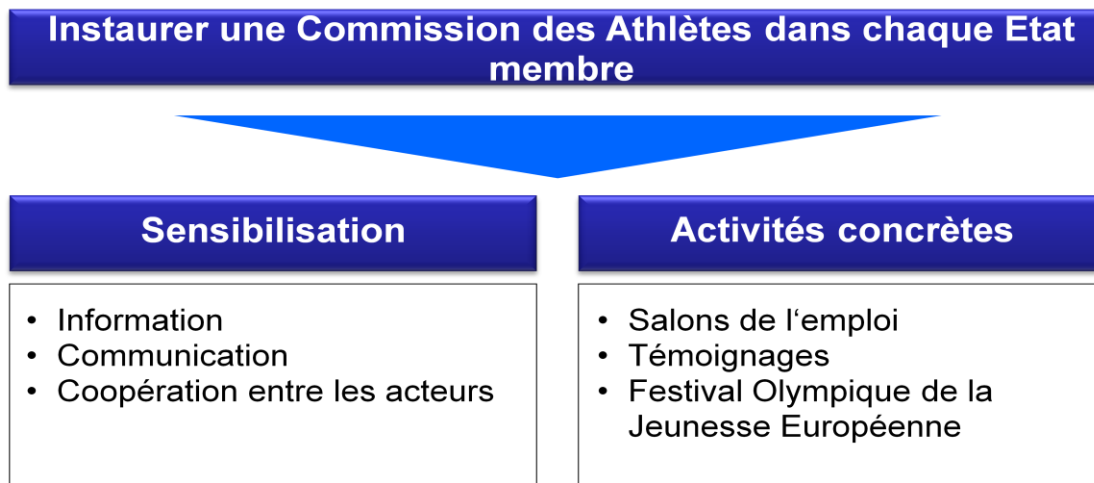 Instaurer une Commission des Athlètes dans chaque Etat
membre
Sensibilisation
• Information
• Communication
• Coopération entre les acteurs
Activités concrètes
• Salons de l‘emploi
• Témoignages
• Festival Olympique de la
Jeunesse Européenne